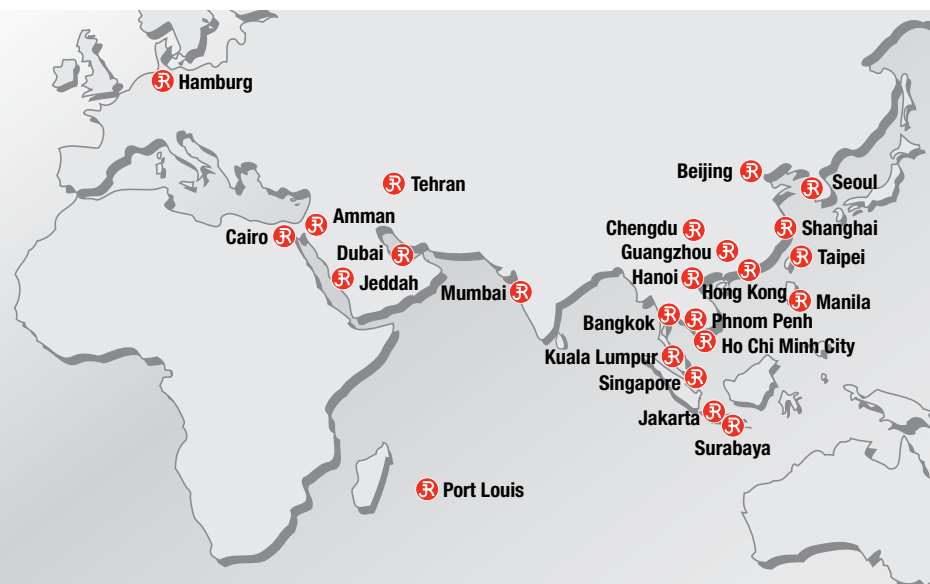 Hamburg
Beijing
Seoul
Tehran
Amman
Cairo
Chengdu
Shanghai
Guangzhou
Dubai
Taipei
Hanoi
Jeddah
Mumbai
Hong Kong
Manila
Bangkok
Phnom Penh
Ho Chi Minh City
Kuala Lumpur
Singapore
Jakarta
Surabaya
Port Louis